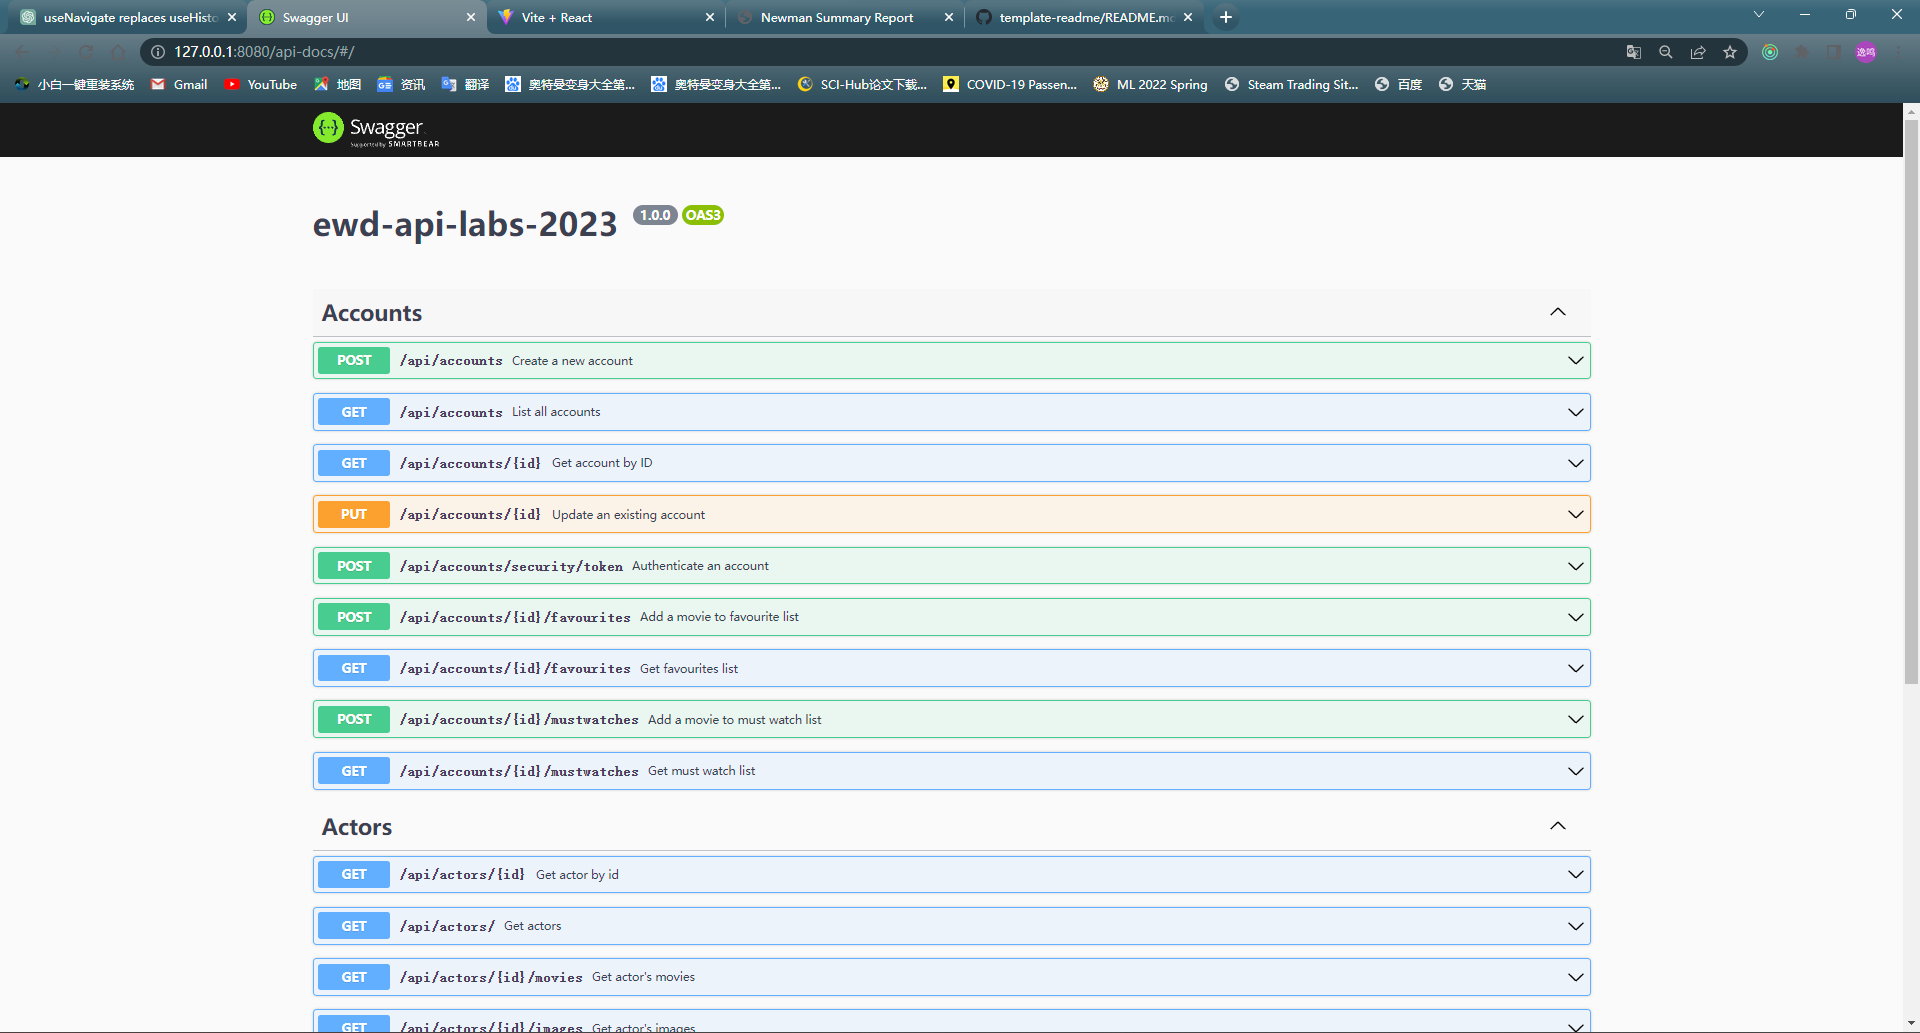 useNavigate replaces useHisto
Swagger UI
Vite + React
Newman Summary Report
template-readme/README.mc
127.0.0.1:8080/api-docs/#/
逸鸣
小白一键重装系统
Gmail
YouTube
地图
资讯
翻译
奥特曼变身大全第...
奥特曼变身大全第...
SCI-Hub论文下载...
COVID-19 Passen...
ML 2022 Spring
Steam Trading Sit...
百度
天猫
Swagger
Supported by SMARTBEAR
ewd-api-labs-2023 1.0.0 OAS3
Accounts
POST /api/accounts Create a new account
GET /api/accounts List all accounts
GET /api/accounts/{id} Get account by ID
PUT /api/accounts/{id} Update an existing account
POST /api/accounts/security/token Authenticate an account
POST /api/accounts/{id}/favourites Add a movie to favourite list
GET /api/accounts/{id}/favourites Get favourites list
POST /api/accounts/{id}/mustwatches Add a movie to must watch list
GET /api/accounts/{id}/mustwatches Get must watch list
Actors
GET /api/actors/{id} Get actor by id
GET /api/actors/ Get actors
GET /api/actors/{id}/movies Get actor's movies
GET /api/actors/{id}/images Get actor's images